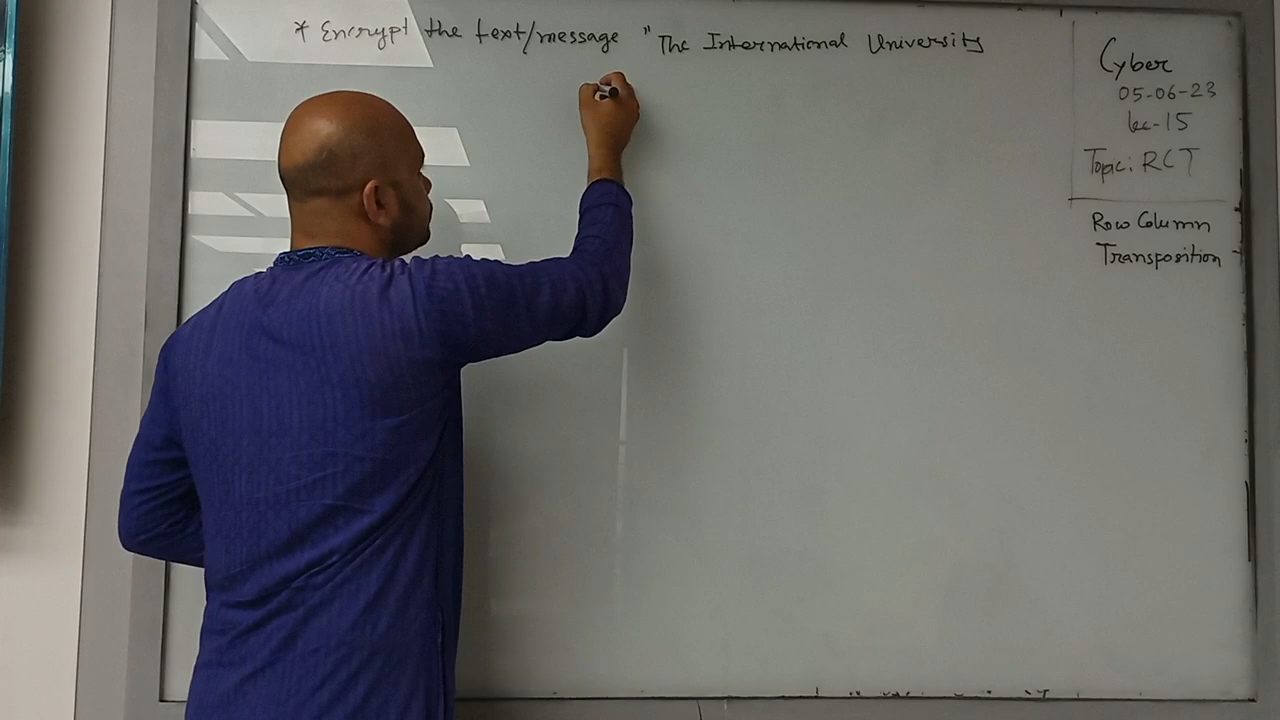 * Encrypt the text/message "The International University
Cyber
05-06-23
Lec-15
Topic: RCT
Row Column
Transposition